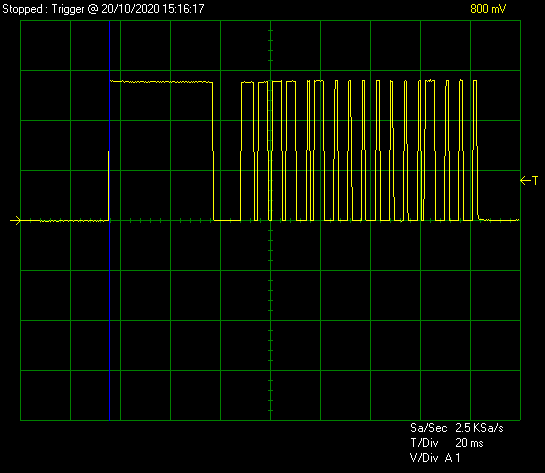 Stopped : Trigger @ 20/10/2020 15:16:17
800 mV
T
Sa/Sec 2.5 KSa/s
T/Div 20 ms
V/Div A 1